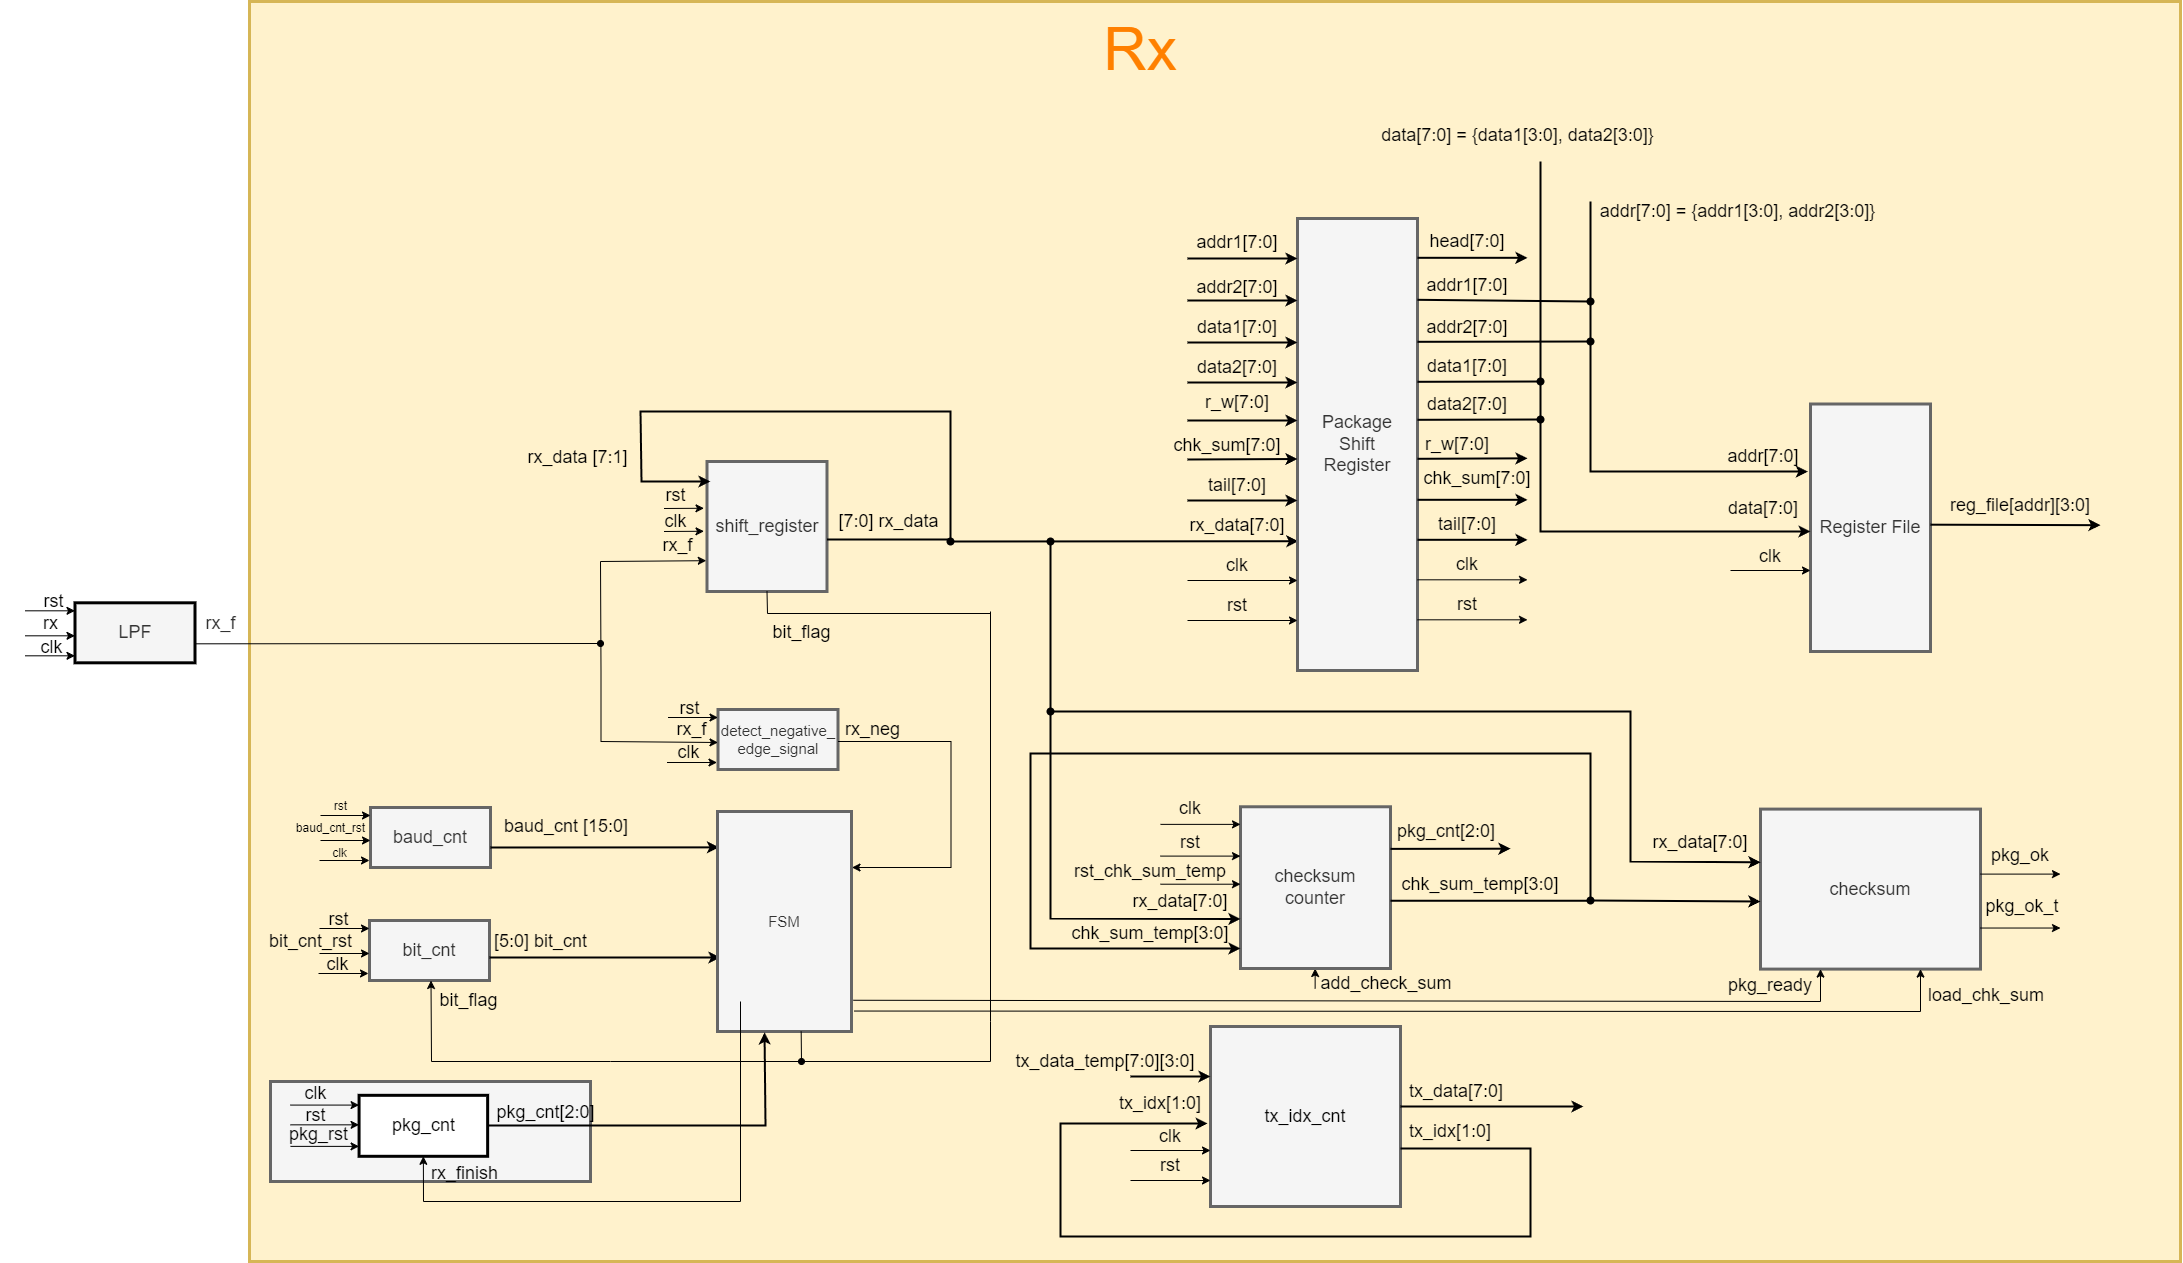 Rx
data[7:0] = {data1[3:0], data2[3:0]}
addr[7:0] = {addr1[3:0], addr2[3:0]}
addr1[7:0]
addr2[7:0]
data1[7:0]
data2[7:0]
r_w[7:0]
chk_sum[7:0]
tail[7:0]
rx_data[7:0]
clk
rst
Package
Shift
Register
head[7:0]
addr1[7:0]
addr2[7:0]
data1[7:0]
data2[7:0]
r_w[7:0]
chk_sum[7:0]
tail[7:0]
clk
rst
addr[7:0]
data[7:0]
clk
Register File
reg_file[addr][3:0]
rx_data [7:1]
rst
clk
rx_f
shift_register
[7:0] rx_data
bit_flag
rst
rx
clk
LPF
rx_f
rst
rx_f
clk
detect_negative_
edge_signal
rx_neg
rst
baud_cnt_rst
clk
baud_cnt
baud_cnt [15:0]
rst
bit_cnt_rst
clk
bit_cnt
[5:0] bit_cnt
bit_flag
FSM
clk
rst
pkg_rst
pkg_cnt
pkg_cnt[2:0]
rx_finish
clk
rst
rst_chk_sum_temp
rx_data[7:0]
chk_sum_temp[3:0]
checksum
counter
pkg_cnt[2:0]
chk_sum_temp[3:0]
add_check_sum
rx_data[7:0]
checksum
pkg_ok
pkg_ok_t
pkg_ready
load_chk_sum
tx_data_temp[7:0][3:0]
tx_idx[1:0]
clk
rst
tx_idx_cnt
tx_data[7:0]
tx_idx[1:0]